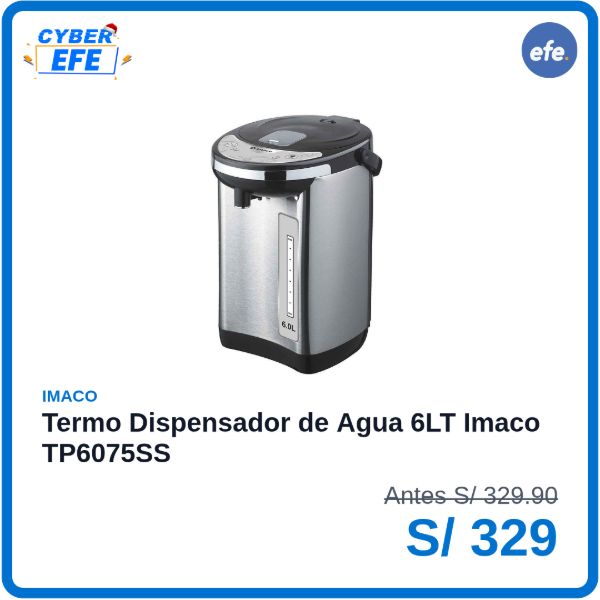 CYBER
EFE
efe.
6.0L
IMACO
Termo Dispensador de Agua 6LT Imaco
TP6075SS
Antes S/ 329.90
S/ 329